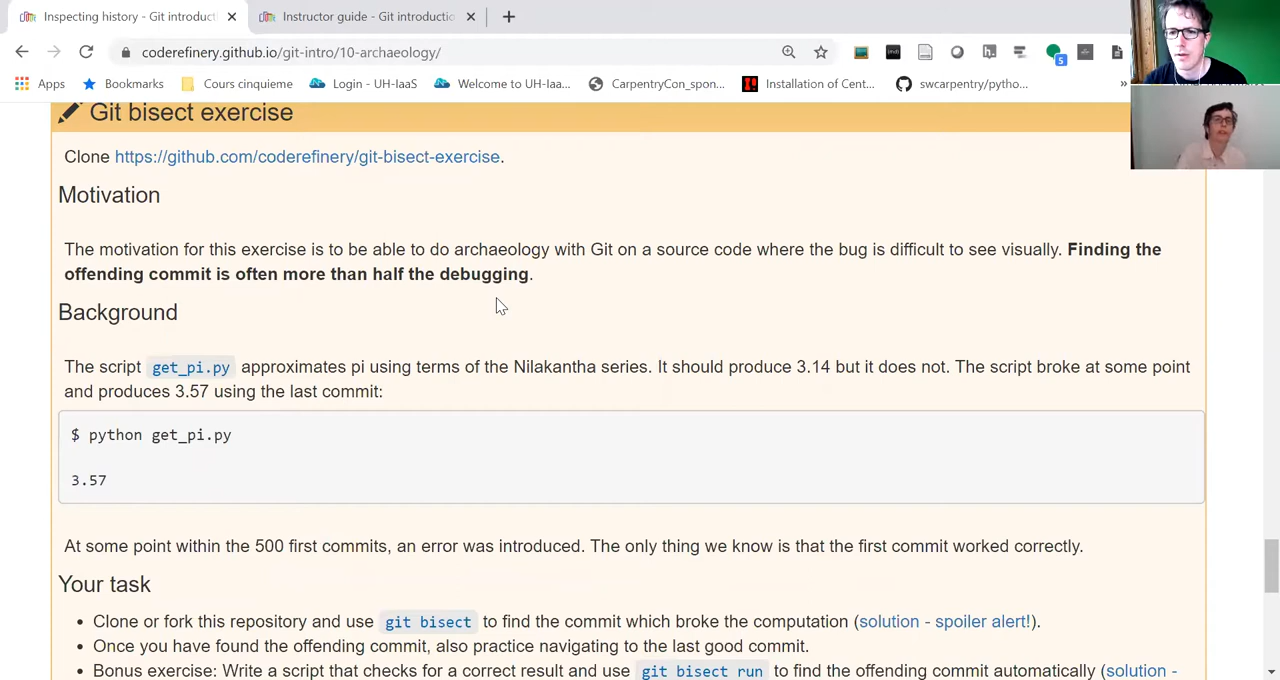 Inspecting history - Git introduct
Instructor guide - Git introductio
coderefinery.github.io/git-intro/10-archaeology/
5
Apps
Bookmarks
Cours cinquieme
Login - UH-IaaS
Welcome to UH-Iaa...
CarpentryCon_spon...
Installation of Cent...
swcarpentry/pytho...
»
Git bisect exercise
Clone https://github.com/coderefinery/git-bisect-exercise.
Motivation
The motivation for this exercise is to be able to do archaeology with Git on a source code where the bug is difficult to see visually. Finding the
offending commit is often more than half the debugging.
Background
The script get_pi.py approximates pi using terms of the Nilakantha series. It should produce 3.14 but it does not. The script broke at some point
and produces 3.57 using the last commit:
$ python get_pi.py
3.57
At some point within the 500 first commits, an error was introduced. The only thing we know is that the first commit worked correctly.
Your task
• Clone or fork this repository and use git bisect to find the commit which broke the computation (solution - spoiler alert!).
• Once you have found the offending commit, also practice navigating to the last good commit.
• Bonus exercise: Write a script that checks for a correct result and use git bisect run to find the offending commit automatically (solution -